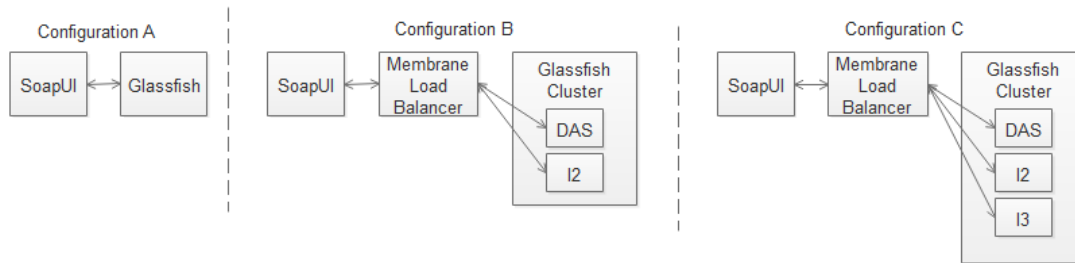 Configuration A
SoapUI
Glassfish
Configuration B
SoapUI
Membrane
Load
Balancer
Glassfish
Cluster
DAS
I2
Configuration C
SoapUI
Membrane
Load
Balancer
Glassfish
Cluster
DAS
I2
I3